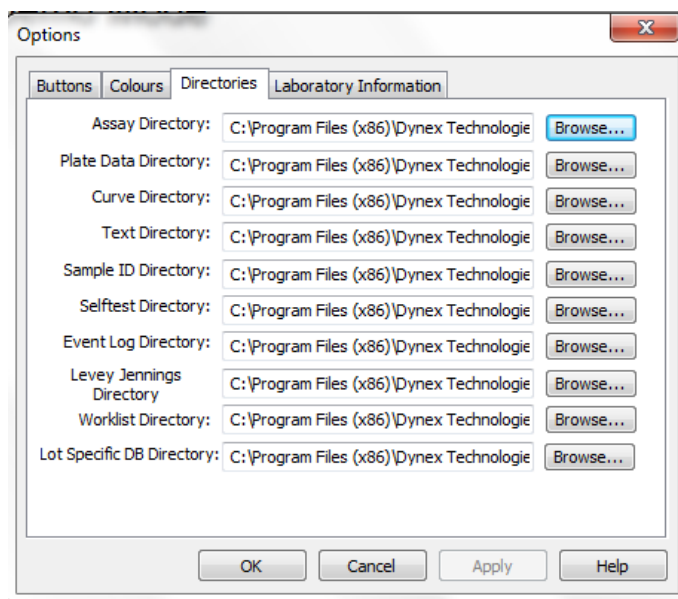 Options
Buttons Colours Directories Laboratory Information
Assay Directory: C:\Program Files (x86)\Dynex Technologie Browse...
Plate Data Directory: C:\Program Files (x86)\Dynex Technologie Browse...
Curve Directory: C:\Program Files (x86)\Dynex Technologie Browse...
Text Directory: C:\Program Files (x86)\Dynex Technologie Browse...
Sample ID Directory: C:\Program Files (x86)\Dynex Technologie Browse...
Selftest Directory: C:\Program Files (x86)\Dynex Technologie Browse...
Event Log Directory: C:\Program Files (x86)\Dynex Technologie Browse...
Levey Jennings
Directory C:\Program Files (x86)\Dynex Technologie Browse...
Worklist Directory: C:\Program Files (x86)\Dynex Technologie Browse...
Lot Specific DB Directory: C:\Program Files (x86)\Dynex Technologie Browse...
OK Cancel Apply Help